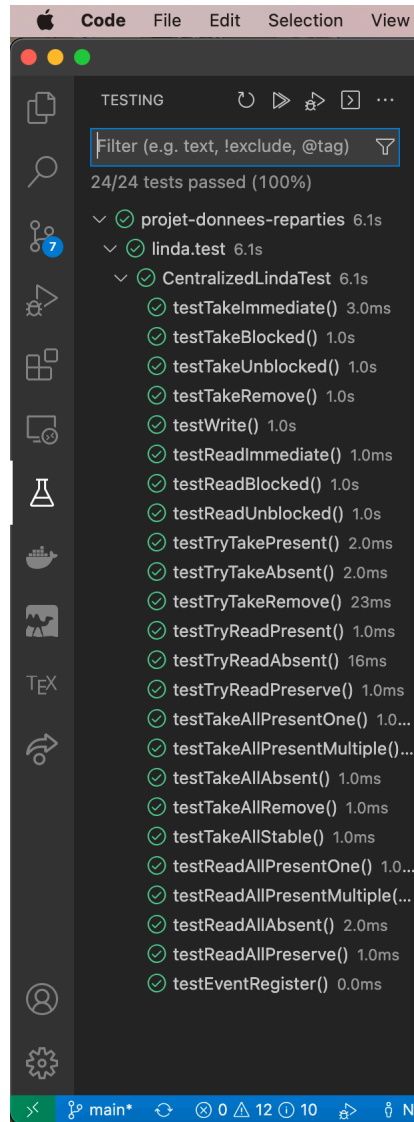 Code File Edit Selection View
TESTING
Filter (e.g. text, !exclude, @tag)
24/24 tests passed (100%)
projet-donnees-reparties 6.1s
7
linda.test 6.1s
CentralizedLindaTest 6.1s
testTakeImmediate() 3.0ms
testTakeBlocked() 1.0s
testTakeUnblocked() 1.0s
testTakeRemove() 1.0s
testWrite() 1.0s
testReadImmediate() 1.0ms
testReadBlocked() 1.0s
testReadUnblocked() 1.0s
testTryTakePresent() 2.0ms
testTryTakeAbsent() 2.0ms
testTryTakeRemove() 23ms
testTryReadPresent() 1.0ms
testTryReadAbsent() 16ms
TEX
testTryReadPreserve() 1.0ms
testTakeAllPresentOne() 1.0...
testTakeAllPresentMultiple()...
testTakeAllAbsent() 1.0ms
testTakeAllRemove() 1.0ms
testTakeAllStable() 1.0ms
testReadAllPresentOne() 1.0...
testReadAllPresentMultiple(...
testReadAllAbsent() 2.0ms
testReadAllPreserve() 1.0ms
testEventRegister() 0.0ms
main* 0 12 10 N